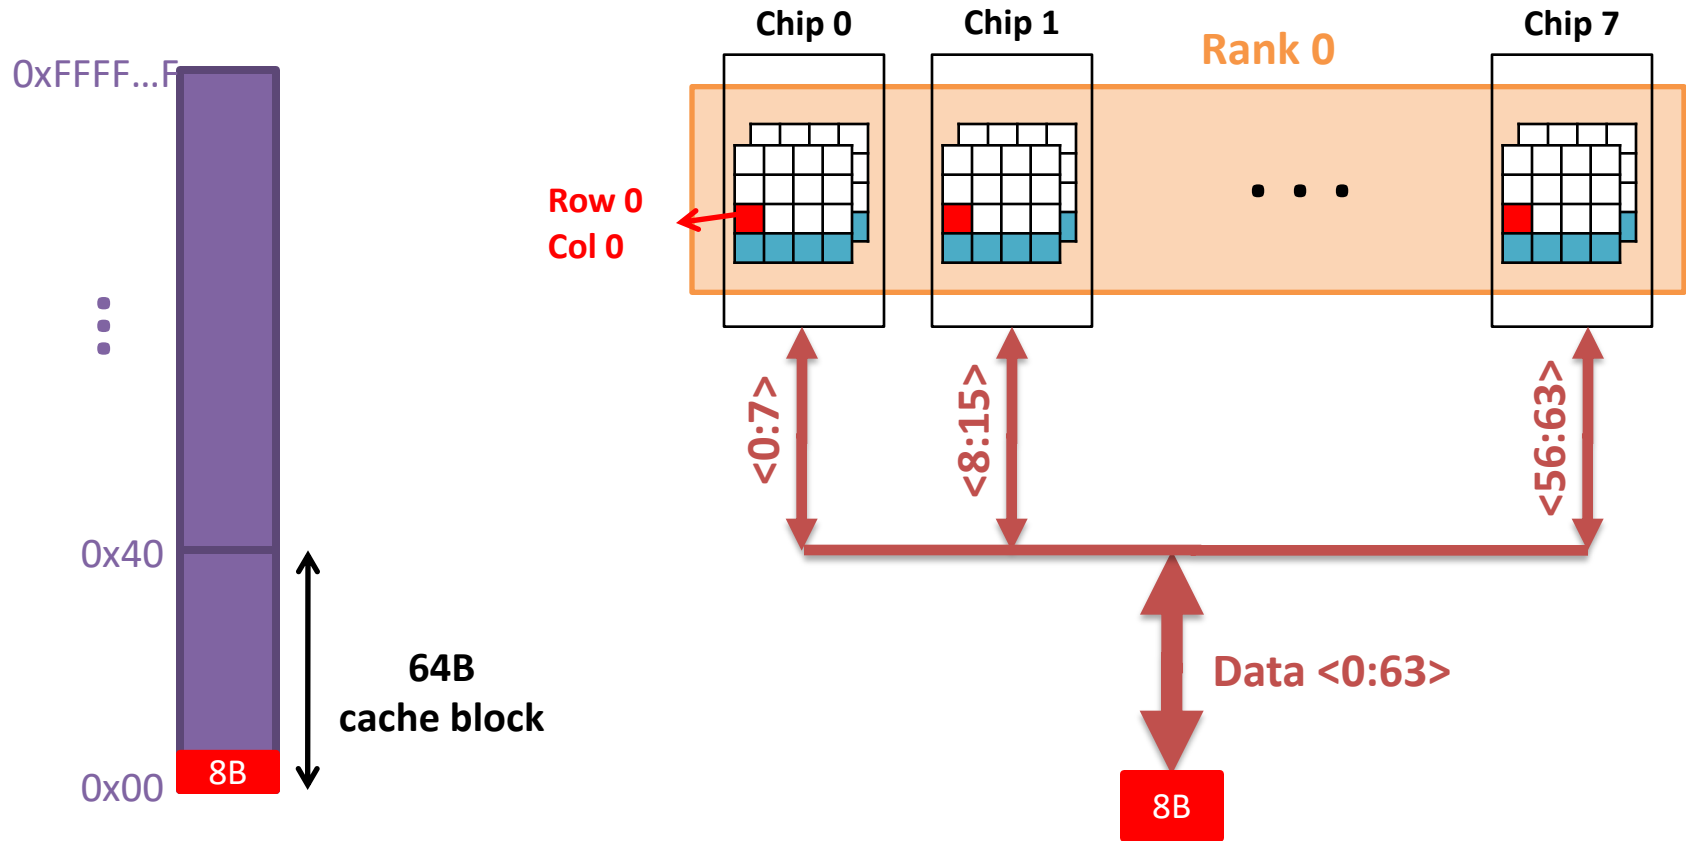 Chip 0
Chip 1
Chip 7
Rank 0
0xFFFF...F
Row 0
Col 0
<0:7>
<8:15>
<56:63>
0x40
64B
cache block
Data <0:63>
0x00
8B
8B